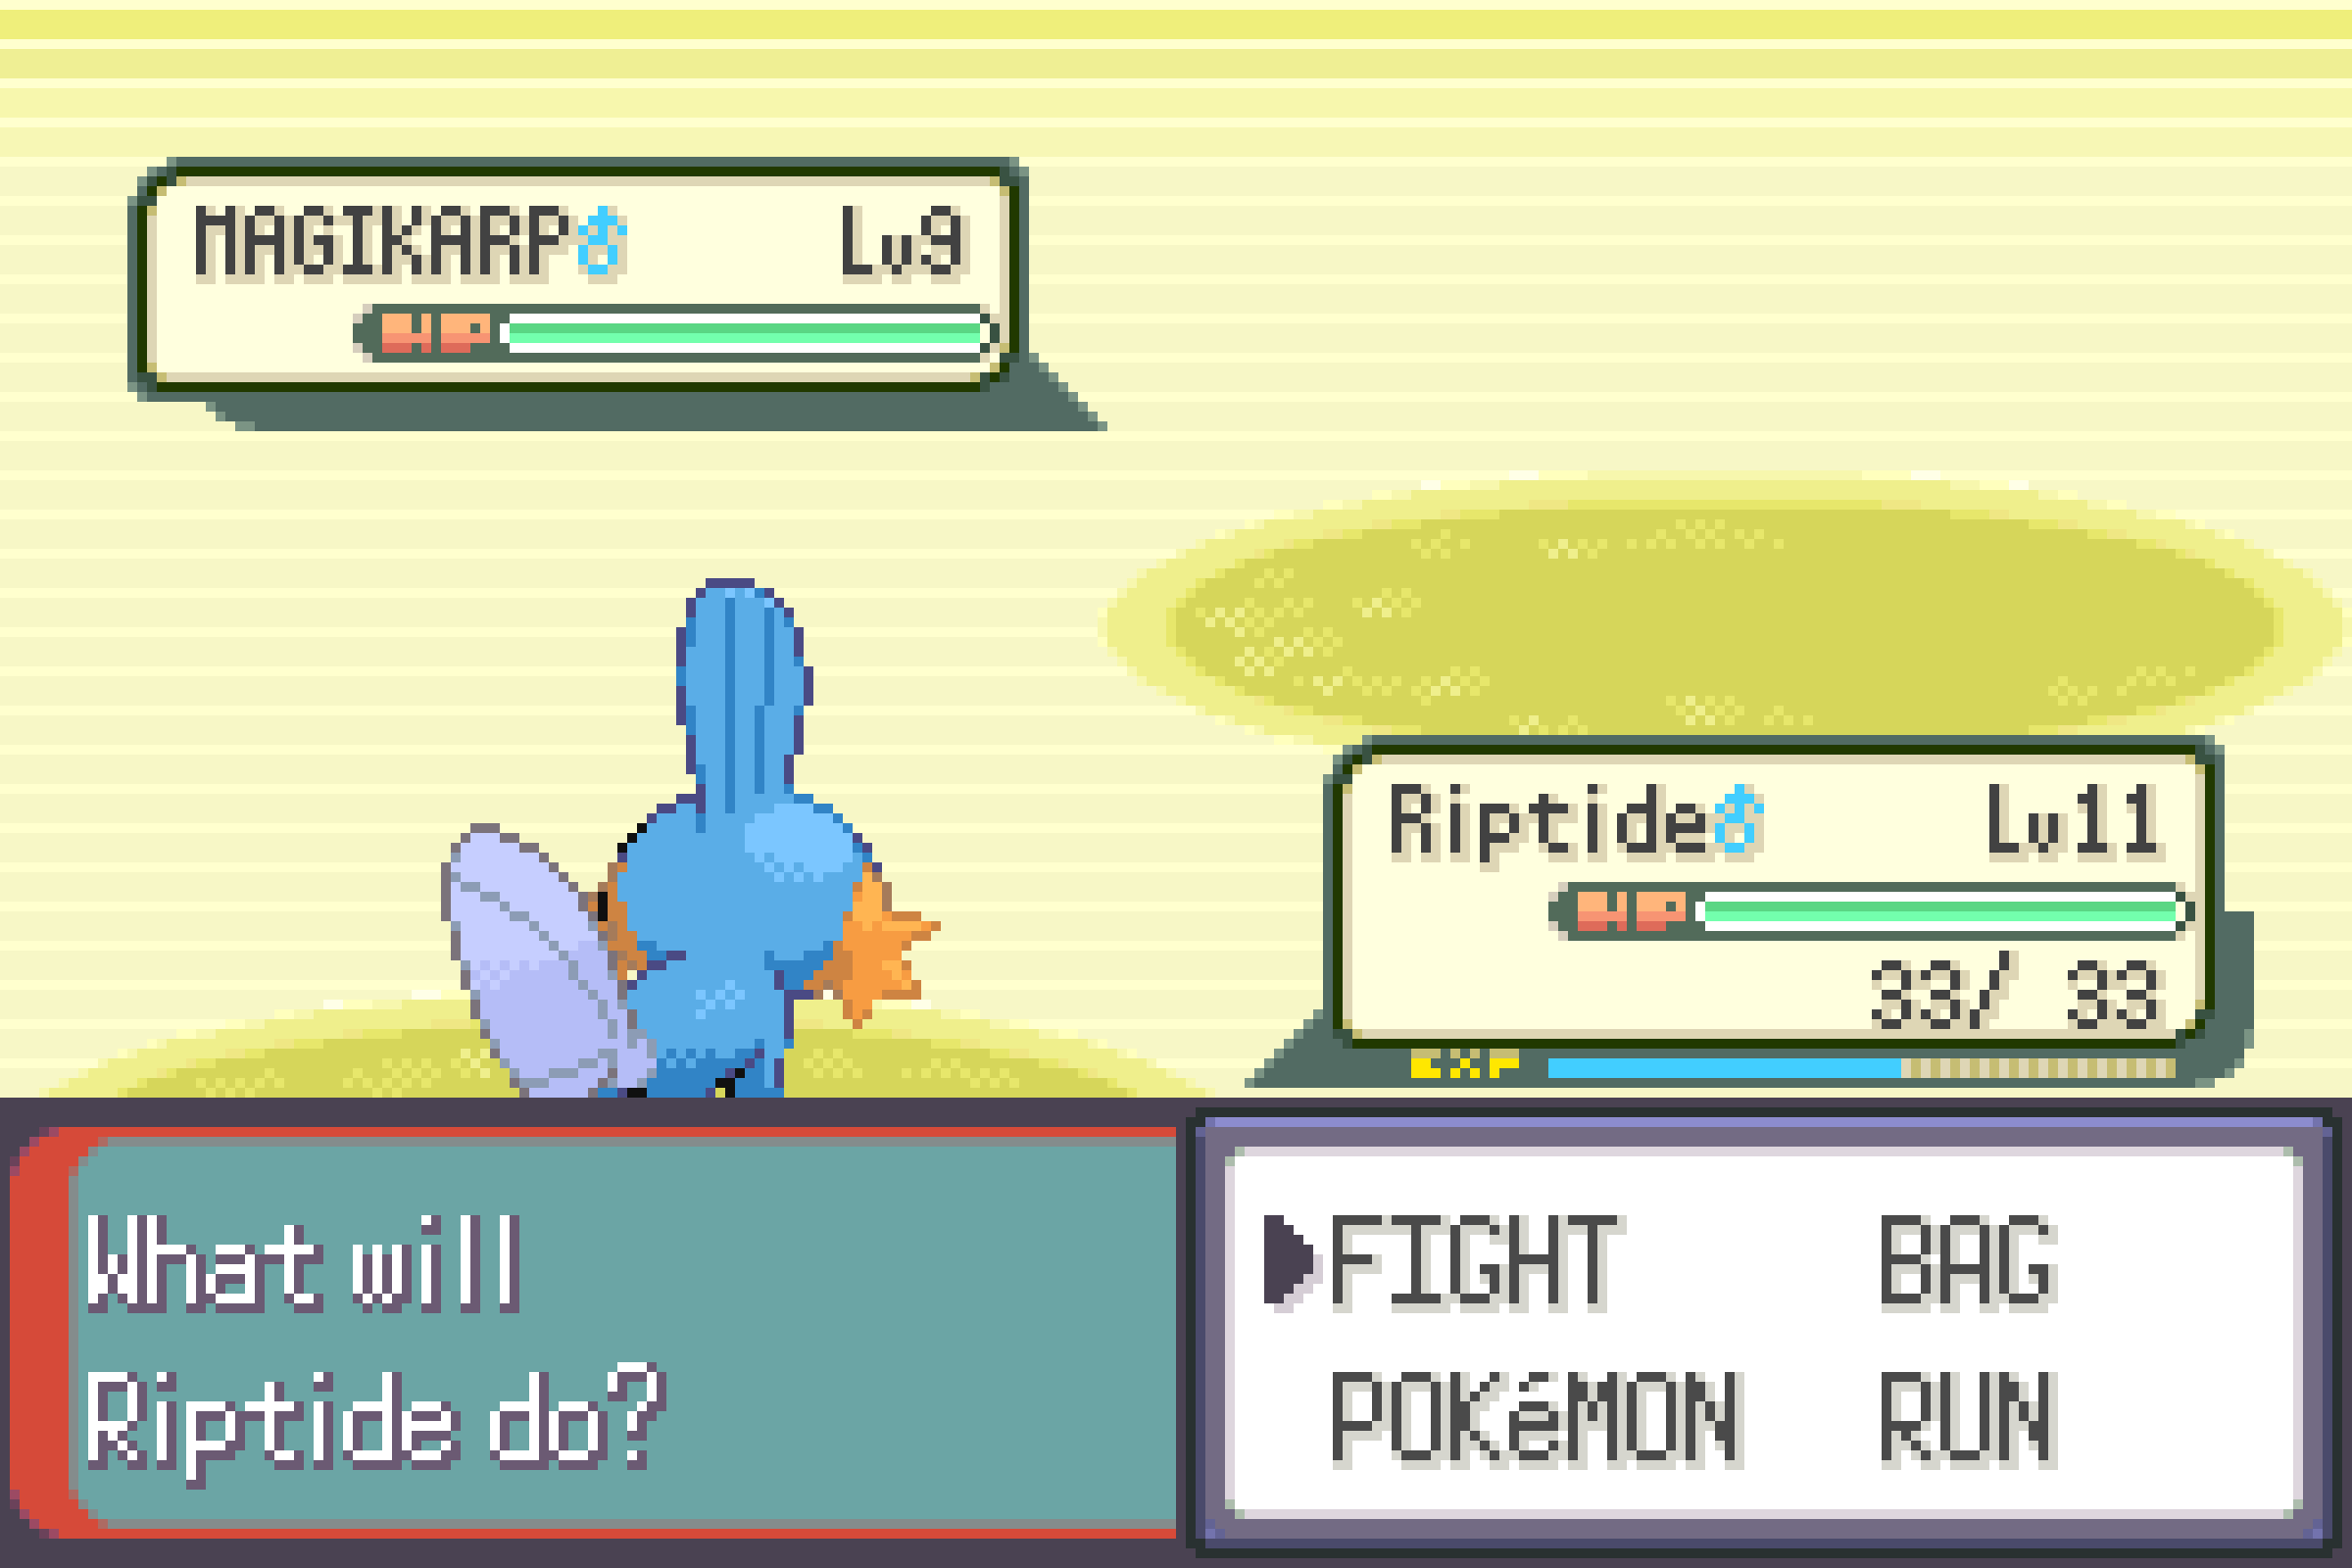 MAGIKARP♂ Lv9
HP
Riptide♂ Lv11
HP
33/ 33
EXP
What will
Riptide do?
FIGHT BAG
POKéMON RUN